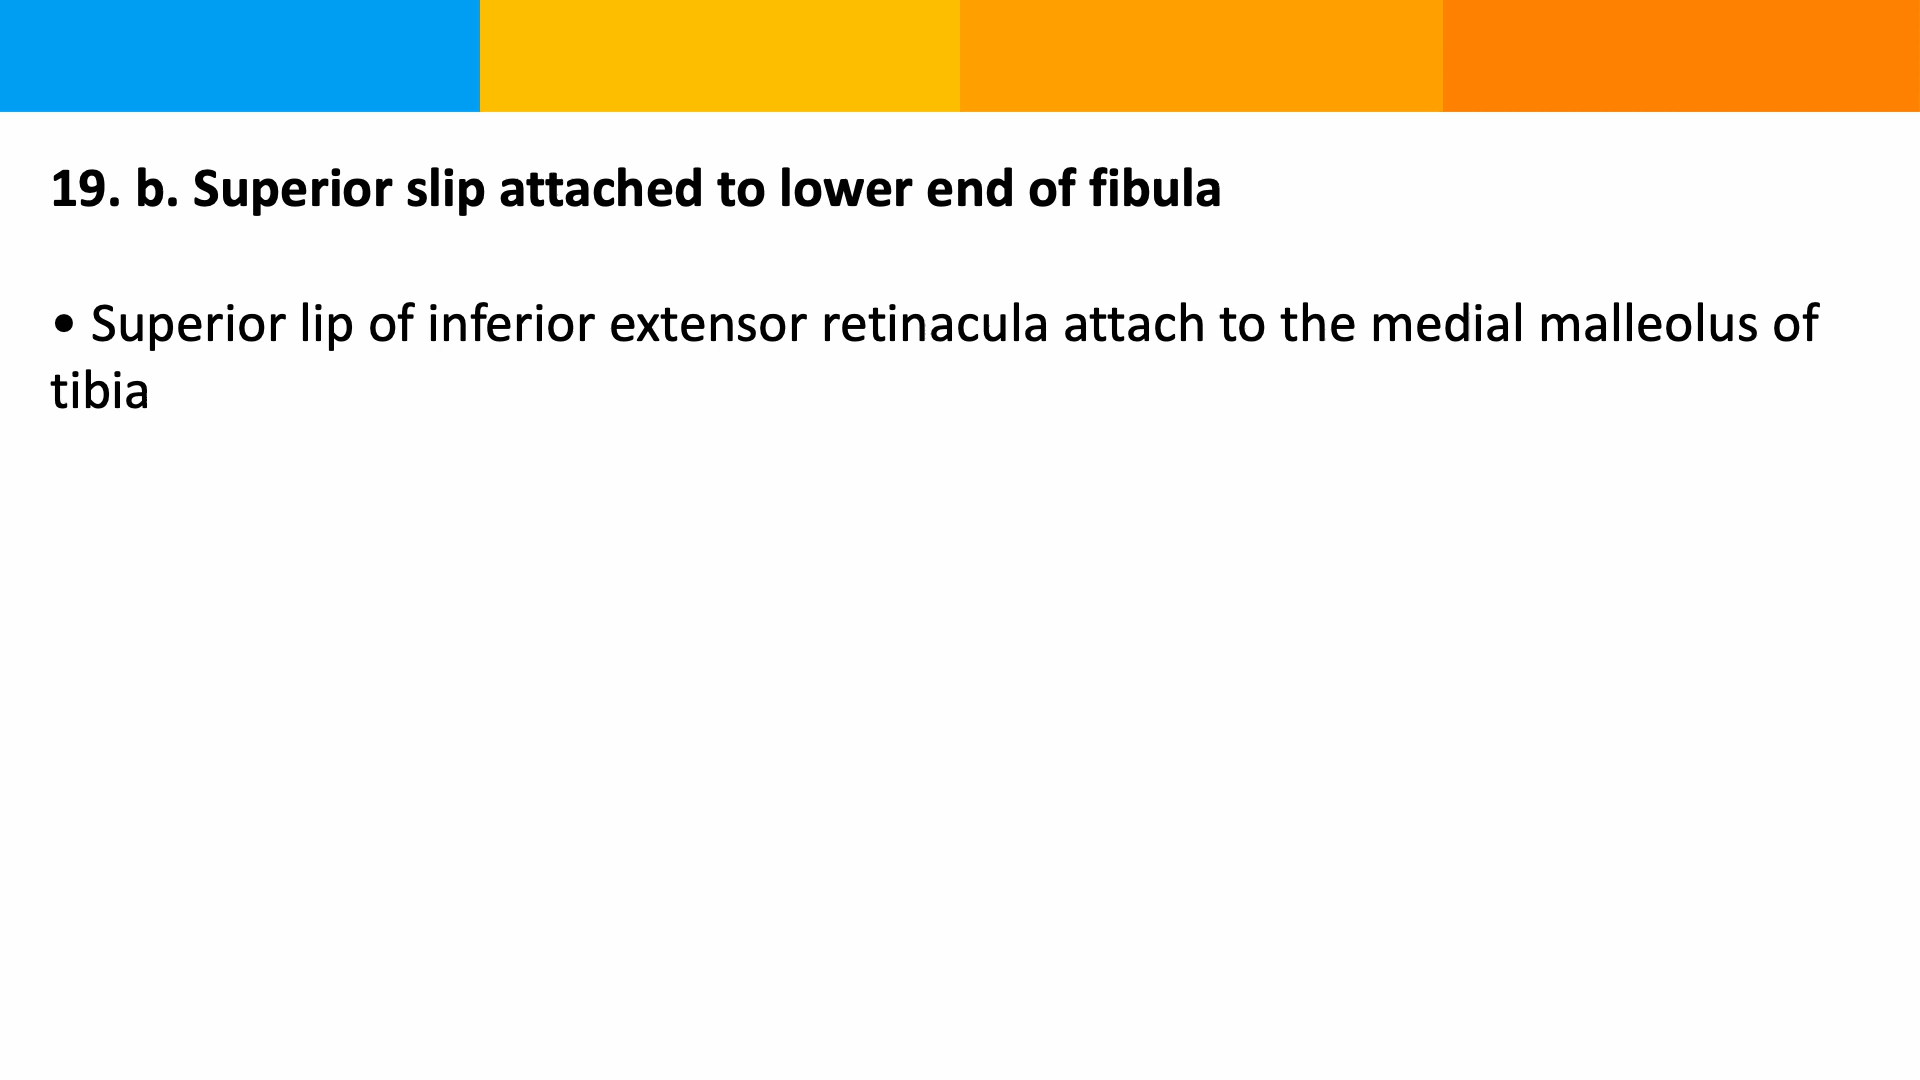 19. b. Superior slip attached to lower end of fibula
• Superior lip of inferior extensor retinacula attach to the medial malleolus of
tibia